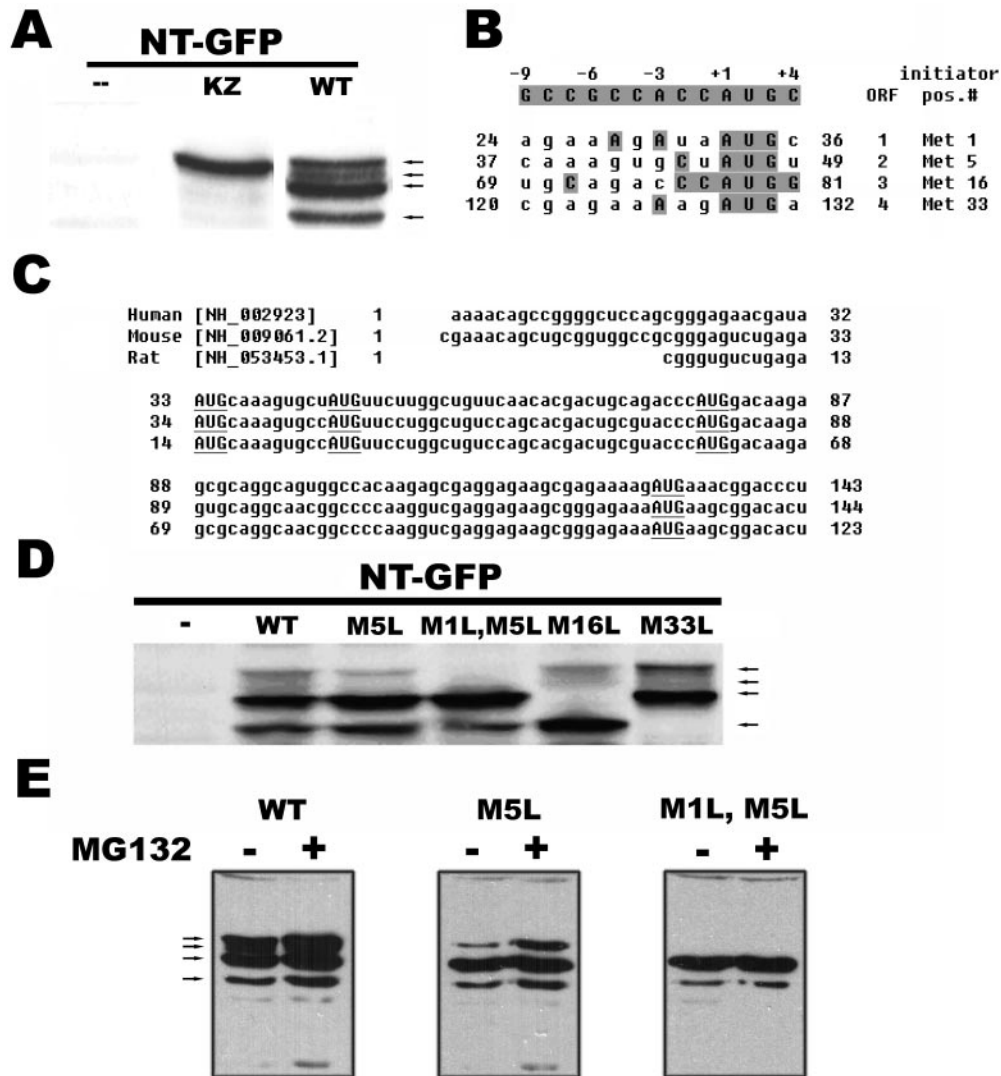 A
NT-GFP
-- KZ WT
B
-9 -6 -3 +1 +4 initiator
G C C G C C A C C A U G C ORF pos.#
24 a g a a A g A u a A U G c 36 1 Met 1
37 c a a a g u g C u A U G u 49 2 Met 5
69 u g C a g a c C C A U G G 81 3 Met 16
120 c g a g a a A a g A U G a 132 4 Met 33
C
Human [NH_002923] 1 aaaacagccggggcuccagcgggagaacgaua 32
Mouse [NH_009061.2] 1 cgaaacagcugcgguggccgcgggagucugaga 33
Rat [NH_053453.1] 1 cgggugucugaga 13
33 AUGcaaagugcuAUGuucuuggcuguucaacacgacugcagacccAUGgacaaga 87
34 AUGcaaagugccAUGuuccuggcuguccagcacgacugcguacccAUGgacaaga 88
14 AUGcaaagugccAUGuuccuggcuguccagcacgacugcguacccAUGgacaaga 68
88 gcgcaggcaguggccacaagagcgaggagaagcgagaaaagAUGaaacggacccu 143
89 gugcaggcaacggccccaaggucgaggagaagcgggagaaaAUGaagcggacacu 144
69 gcgcaggcaacggccccaaggucgaggagaagcgggagaaaAUGaagcggacacu 123
D
NT-GFP
- WT M5L M1L,M5L M16L M33L
E
WT M5L M1L, M5L
MG132 - + - + - +